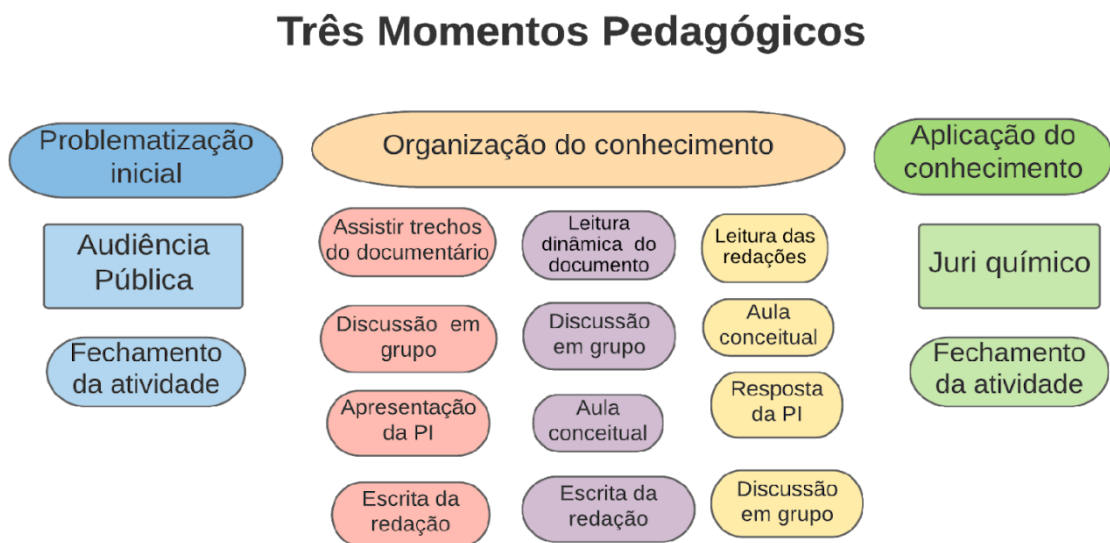 Três Momentos Pedagógicos
Problematização
inicial
Audiência
Pública
Fechamento
da atividade
Organização do conhecimento
Assistir trechos
do documentário
Discussão em
grupo
Apresentação
da PI
Escrita da
redação
Leitura
dinâmica do
documento
Discussão
em grupo
Aula
conceitual
Escrita da
redação
Leitura das
redações
Aula
conceitual
Resposta
da PI
Discussão
em grupo
Aplicação do
conhecimento
Juri químico
Fechamento
da atividade